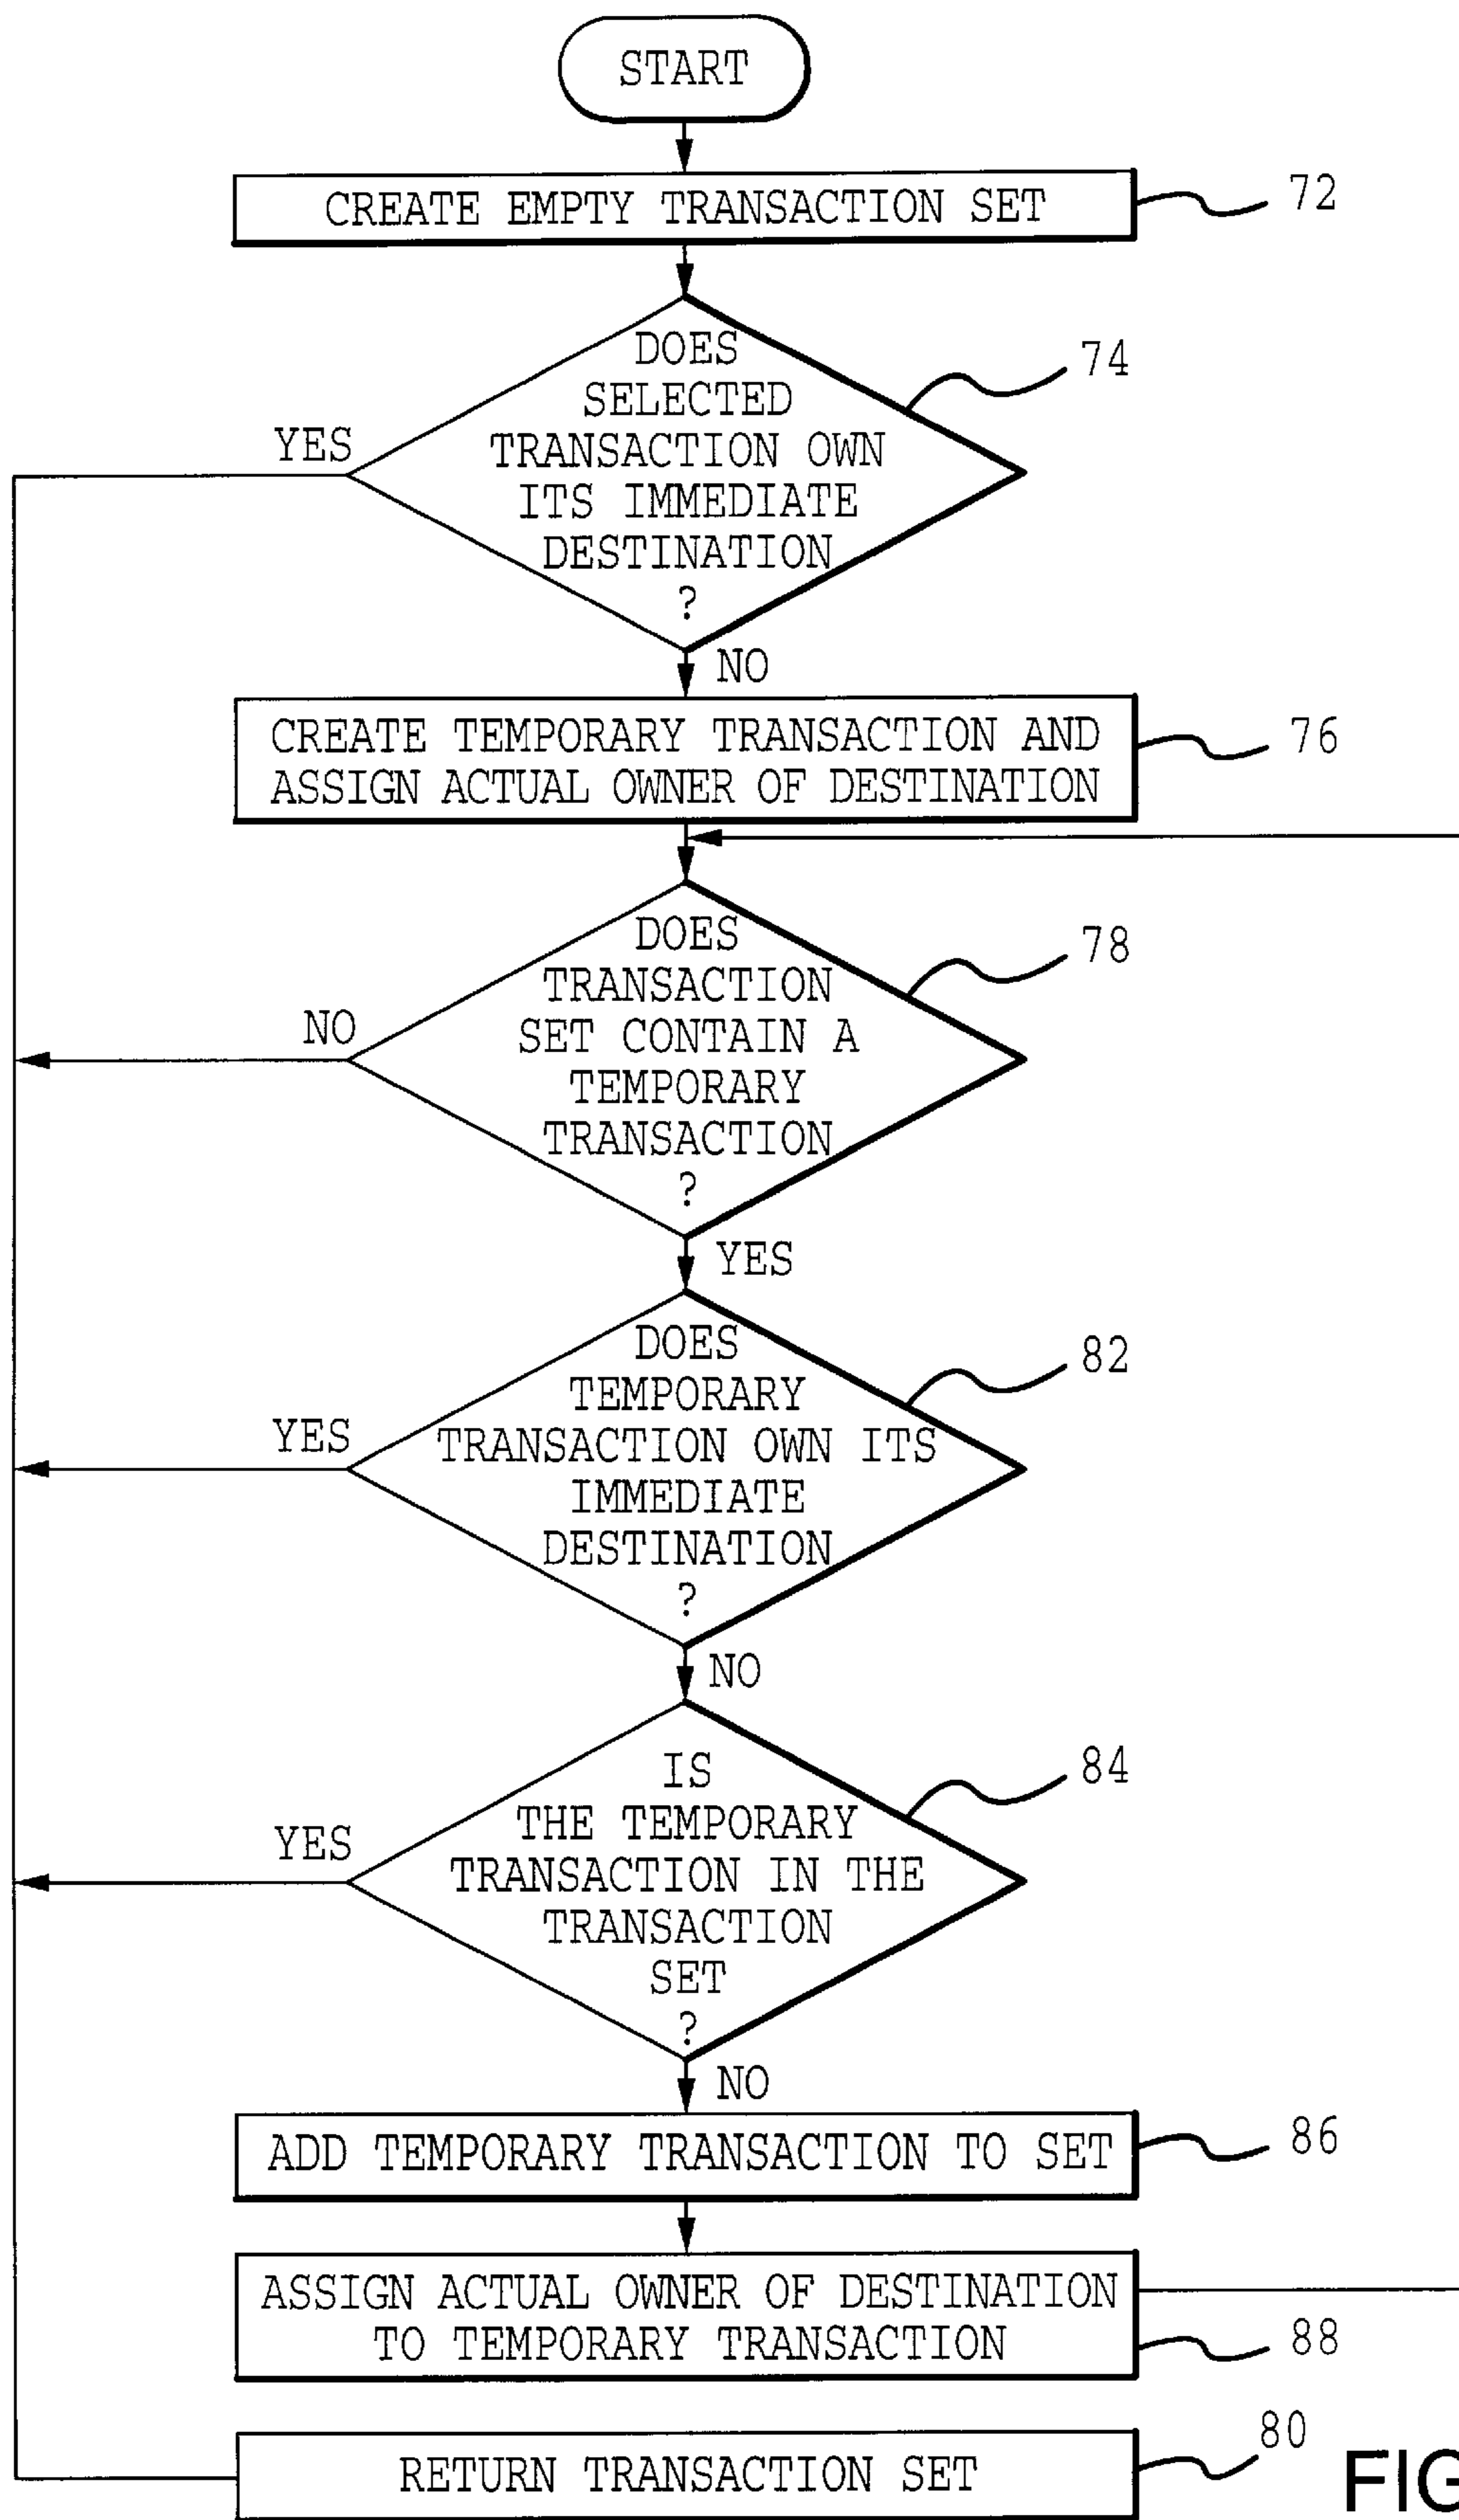 START
CREATE EMPTY TRANSACTION SET
72
DOES
SELECTED
TRANSACTION OWN
ITS IMMEDIATE
DESTINATION
?
74
YES
NO
CREATE TEMPORARY TRANSACTION AND
ASSIGN ACTUAL OWNER OF DESTINATION
76
DOES
TRANSACTION
SET CONTAIN A
TEMPORARY
TRANSACTION
?
78
NO
YES
DOES
TEMPORARY
TRANSACTION OWN ITS
IMMEDIATE
DESTINATION
?
82
YES
NO
IS
THE TEMPORARY
TRANSACTION IN THE
TRANSACTION
SET
?
84
YES
NO
ADD TEMPORARY TRANSACTION TO SET
86
ASSIGN ACTUAL OWNER OF DESTINATION
TO TEMPORARY TRANSACTION
88
RETURN TRANSACTION SET
80
FIG